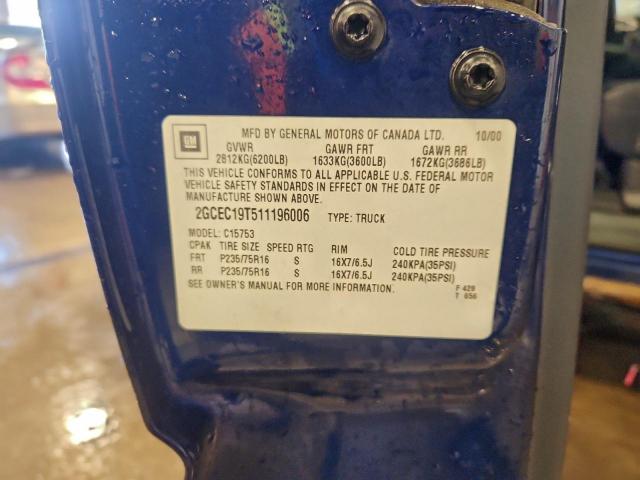 GM
MFD BY GENERAL MOTORS OF CANADA LTD. 10/00
GVWR GAWR FRT GAWR RR
2812KG(6200LB) 1633KG(3600LB) 1672KG(3686LB)
THIS VEHICLE CONFORMS TO ALL APPLICABLE U.S. FEDERAL MOTOR
VEHICLE SAFETY STANDARDS IN EFFECT ON THE DATE OF
MANUFACTURE SHOWN ABOVE.
2GCEC19T511196006 TYPE: TRUCK
MODEL: C15753
CPAK TIRE SIZE SPEED RTG RIM COLD TIRE PRESSURE
FRT P235/75R16 S 16X7/6.5J 240KPA(35PSI)
RR P235/75R16 S 16X7/6.5J 240KPA(35PSI)
SEE OWNER'S MANUAL FOR MORE INFORMATION. F 429
T 656